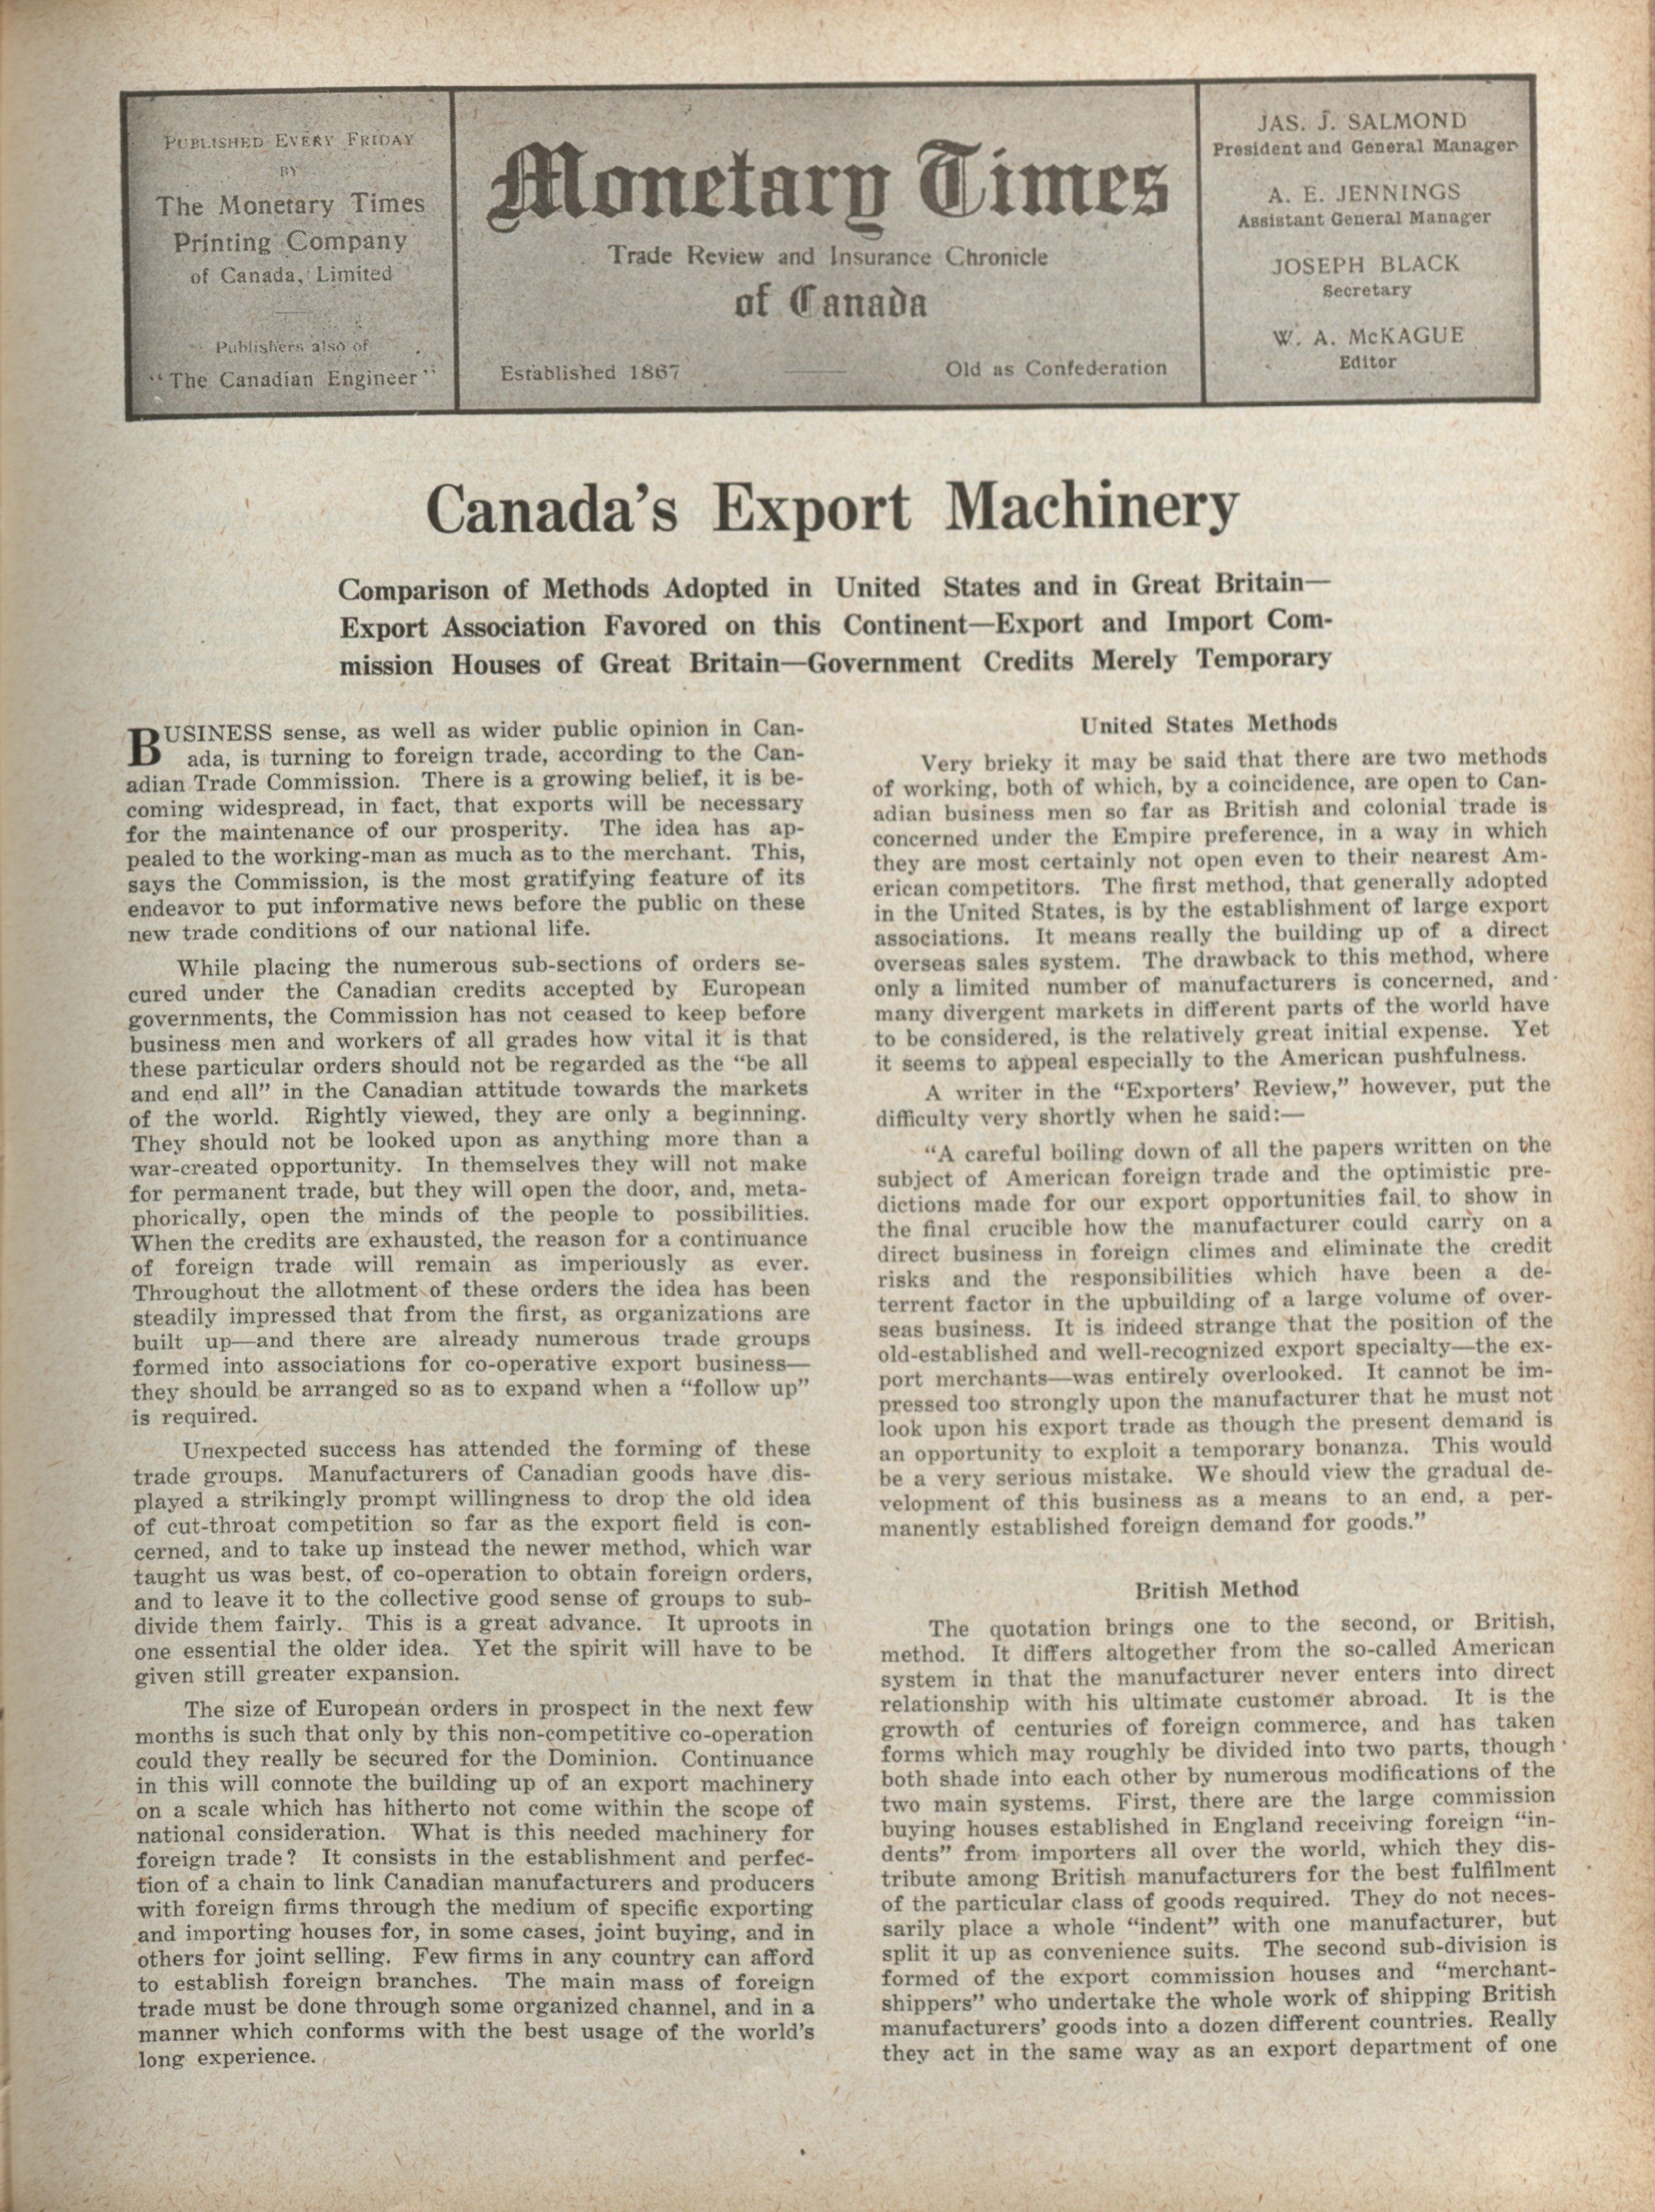 PUBLISHED EVERY FRIDAY
BY
The Monetary Times
Printing Company
of Canada, Limited
Publishers also of
"The Canadian Engineer"
Monetary Times
Trade Review and Insurance Chronicle
of Canada
Established 1867
Old as Confederation
JAS. J. SALMOND
President and General Manager
A. E. JENNINGS
Assistant General Manager
JOSEPH BLACK
Secretary
W. A. McKAGUE
Editor
Canada's Export Machinery
Comparison of Methods Adopted in United States and in Great Britain—
Export Association Favored on this Continent—Export and Import Com-
mission Houses of Great Britain—Government Credits Merely Temporary
BUSINESS sense, as well as wider public opinion in Can-
ada, is turning to foreign trade, according to the Can-
adian Trade Commission. There is a growing belief, it is be-
coming widespread, in fact, that exports will be necessary
for the maintenance of our prosperity. The idea has ap-
pealed to the working-man as much as to the merchant. This,
says the Commission, is the most gratifying feature of its
endeavor to put informative news before the public on these
new trade conditions of our national life.
While placing the numerous sub-sections of orders se-
cured under the Canadian credits accepted by European
governments, the Commission has not ceased to keep before
business men and workers of all grades how vital it is that
these particular orders should not be regarded as the "be all
and end all" in the Canadian attitude towards the markets
of the world. Rightly viewed, they are only a beginning.
They should not be looked upon as anything more than a
war-created opportunity. In themselves they will not make
for permanent trade, but they will open the door, and, meta-
phorically, open the minds of the people to possibilities.
When the credits are exhausted, the reason for a continuance
of foreign trade will remain as imperiously as ever.
Throughout the allotment of these orders the idea has been
steadily impressed that from the first, as organizations are
built up—and there are already numerous trade groups
formed into associations for co-operative export business—
they should be arranged so as to expand when a "follow up"
is required.
Unexpected success has attended the forming of these
trade groups. Manufacturers of Canadian goods have dis-
played a strikingly prompt willingness to drop the old idea
of cut-throat competition so far as the export field is con-
cerned, and to take up instead the newer method, which war
taught us was best, of co-operation to obtain foreign orders,
and to leave it to the collective good sense of groups to sub-
divide them fairly. This is a great advance. It uproots in
one essential the older idea. Yet the spirit will have to be
given still greater expansion.
The size of European orders in prospect in the next few
months is such that only by this non-competitive co-operation
could they really be secured for the Dominion. Continuance
in this will connote the building up of an export machinery
on a scale which has hitherto not come within the scope of
national consideration. What is this needed machinery for
foreign trade? It consists in the establishment and perfec-
tion of a chain to link Canadian manufacturers and producers
with foreign firms through the medium of specific exporting
and importing houses for, in some cases, joint buying, and in
others for joint selling. Few firms in any country can afford
to establish foreign branches. The main mass of foreign
trade must be done through some organized channel, and in a
manner which conforms with the best usage of the world's
long experience.
United States Methods
Very brieky it may be said that there are two methods
of working, both of which, by a coincidence, are open to Can-
adian business men so far as British and colonial trade is
concerned under the Empire preference, in a way in which
they are most certainly not open even to their nearest Am-
erican competitors. The first method, that generally adopted
in the United States, is by the establishment of large export
associations. It means really the building up of a direct
overseas sales system. The drawback to this method, where
only a limited number of manufacturers is concerned, and
many divergent markets in different parts of the world have
to be considered, is the relatively great initial expense. Yet
it seems to appeal especially to the American pushfulness.
A writer in the "Exporters' Review," however, put the
difficulty very shortly when he said:—
"A careful boiling down of all the papers written on the
subject of American foreign trade and the optimistic pre-
dictions made for our export opportunities fail to show in
the final crucible how the manufacturer could carry on a
direct business in foreign climes and eliminate the credit
risks and the responsibilities which have been a de-
terrent factor in the upbuilding of a large volume of over-
seas business. It is indeed strange that the position of the
old-established and well-recognized export specialty—the ex-
port merchants—was entirely overlooked. It cannot be im-
pressed too strongly upon the manufacturer that he must not
look upon his export trade as though the present demand is
an opportunity to exploit a temporary bonanza. This would
be a very serious mistake. We should view the gradual de-
velopment of this business as a means to an end, a per-
manently established foreign demand for goods."
British Method
The quotation brings one to the second, or British,
method. It differs altogether from the so-called American
system in that the manufacturer never enters into direct
relationship with his ultimate customer abroad. It is the
growth of centuries of foreign commerce, and has taken
forms which may roughly be divided into two parts, though
both shade into each other by numerous modifications of the
two main systems. First, there are the large commission
buying houses established in England receiving foreign "in-
dents" from importers all over the world, which they dis-
tribute among British manufacturers for the best fulfilment
of the particular class of goods required. They do not neces-
sarily place a whole "indent" with one manufacturer, but
split it up as convenience suits. The second sub-division is
formed of the export commission houses and "merchant-
shippers" who undertake the whole work of shipping British
manufacturers' goods into a dozen different countries. Really
they act in the same way as an export department of one